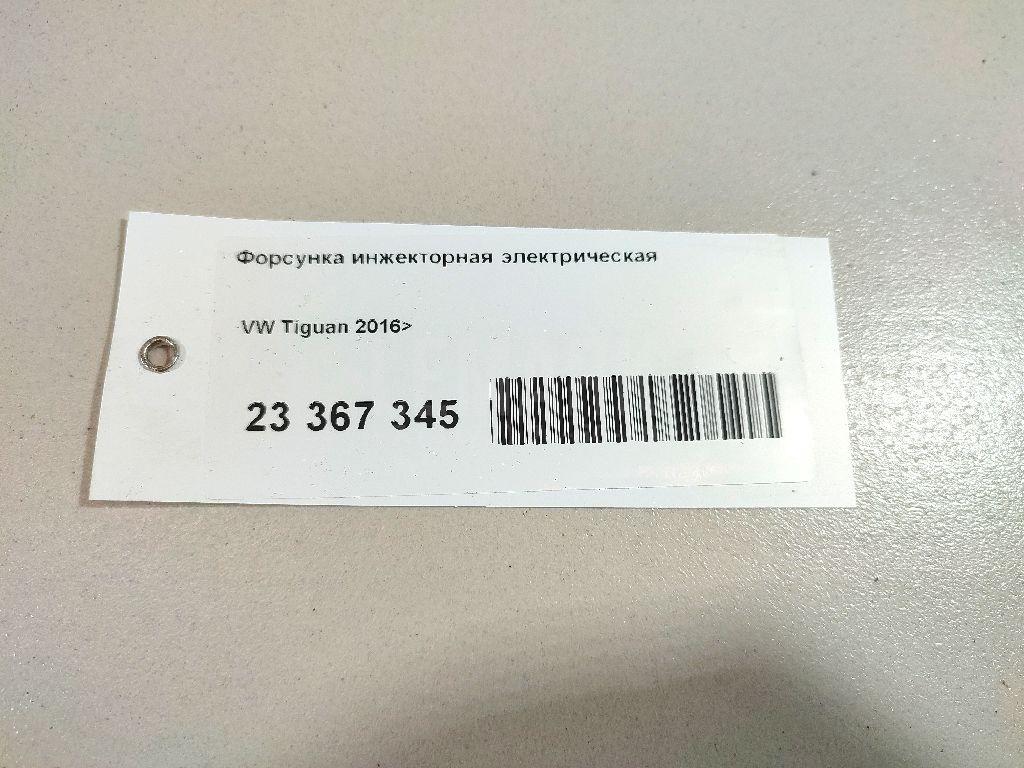 Форсунка инжекторная электрическая
VW Tiguan 2016>
23 367 345